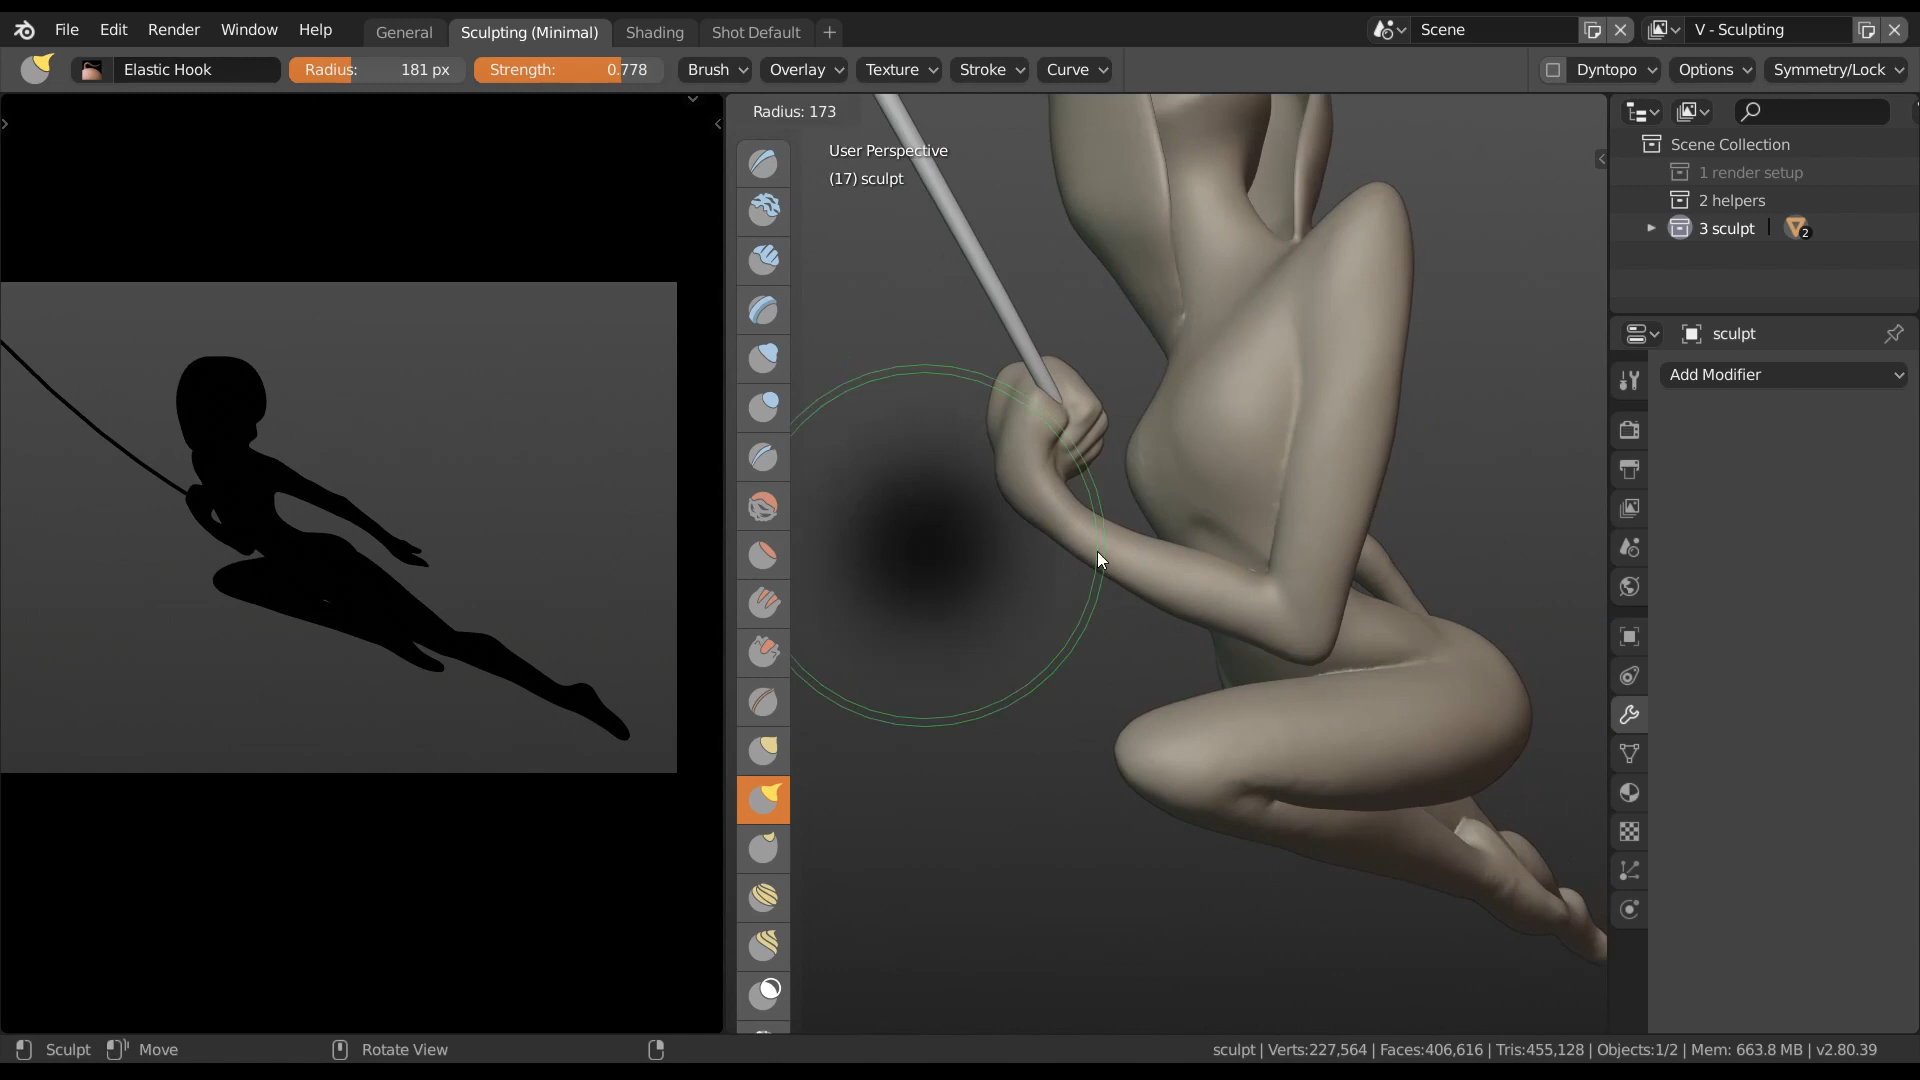 File Edit Render Window Help General Sculpting (Minimal) Shading Shot Default Scene V - Sculpting
Elastic Hook Radius: 181 px Strength: 0.778 Brush Overlay Texture Stroke Curve Dyntopo Options Symmetry/Lock
Radius: 173
User Perspective
(17) sculpt
Scene Collection
1 render setup
2 helpers
3 sculpt 2
sculpt
Add Modifier
Sculpt Move Rotate View sculpt | Verts:227,564 | Faces:406,616 | Tris:455,128 | Objects:1/2 | Mem: 663.8 MB | v2.80.39